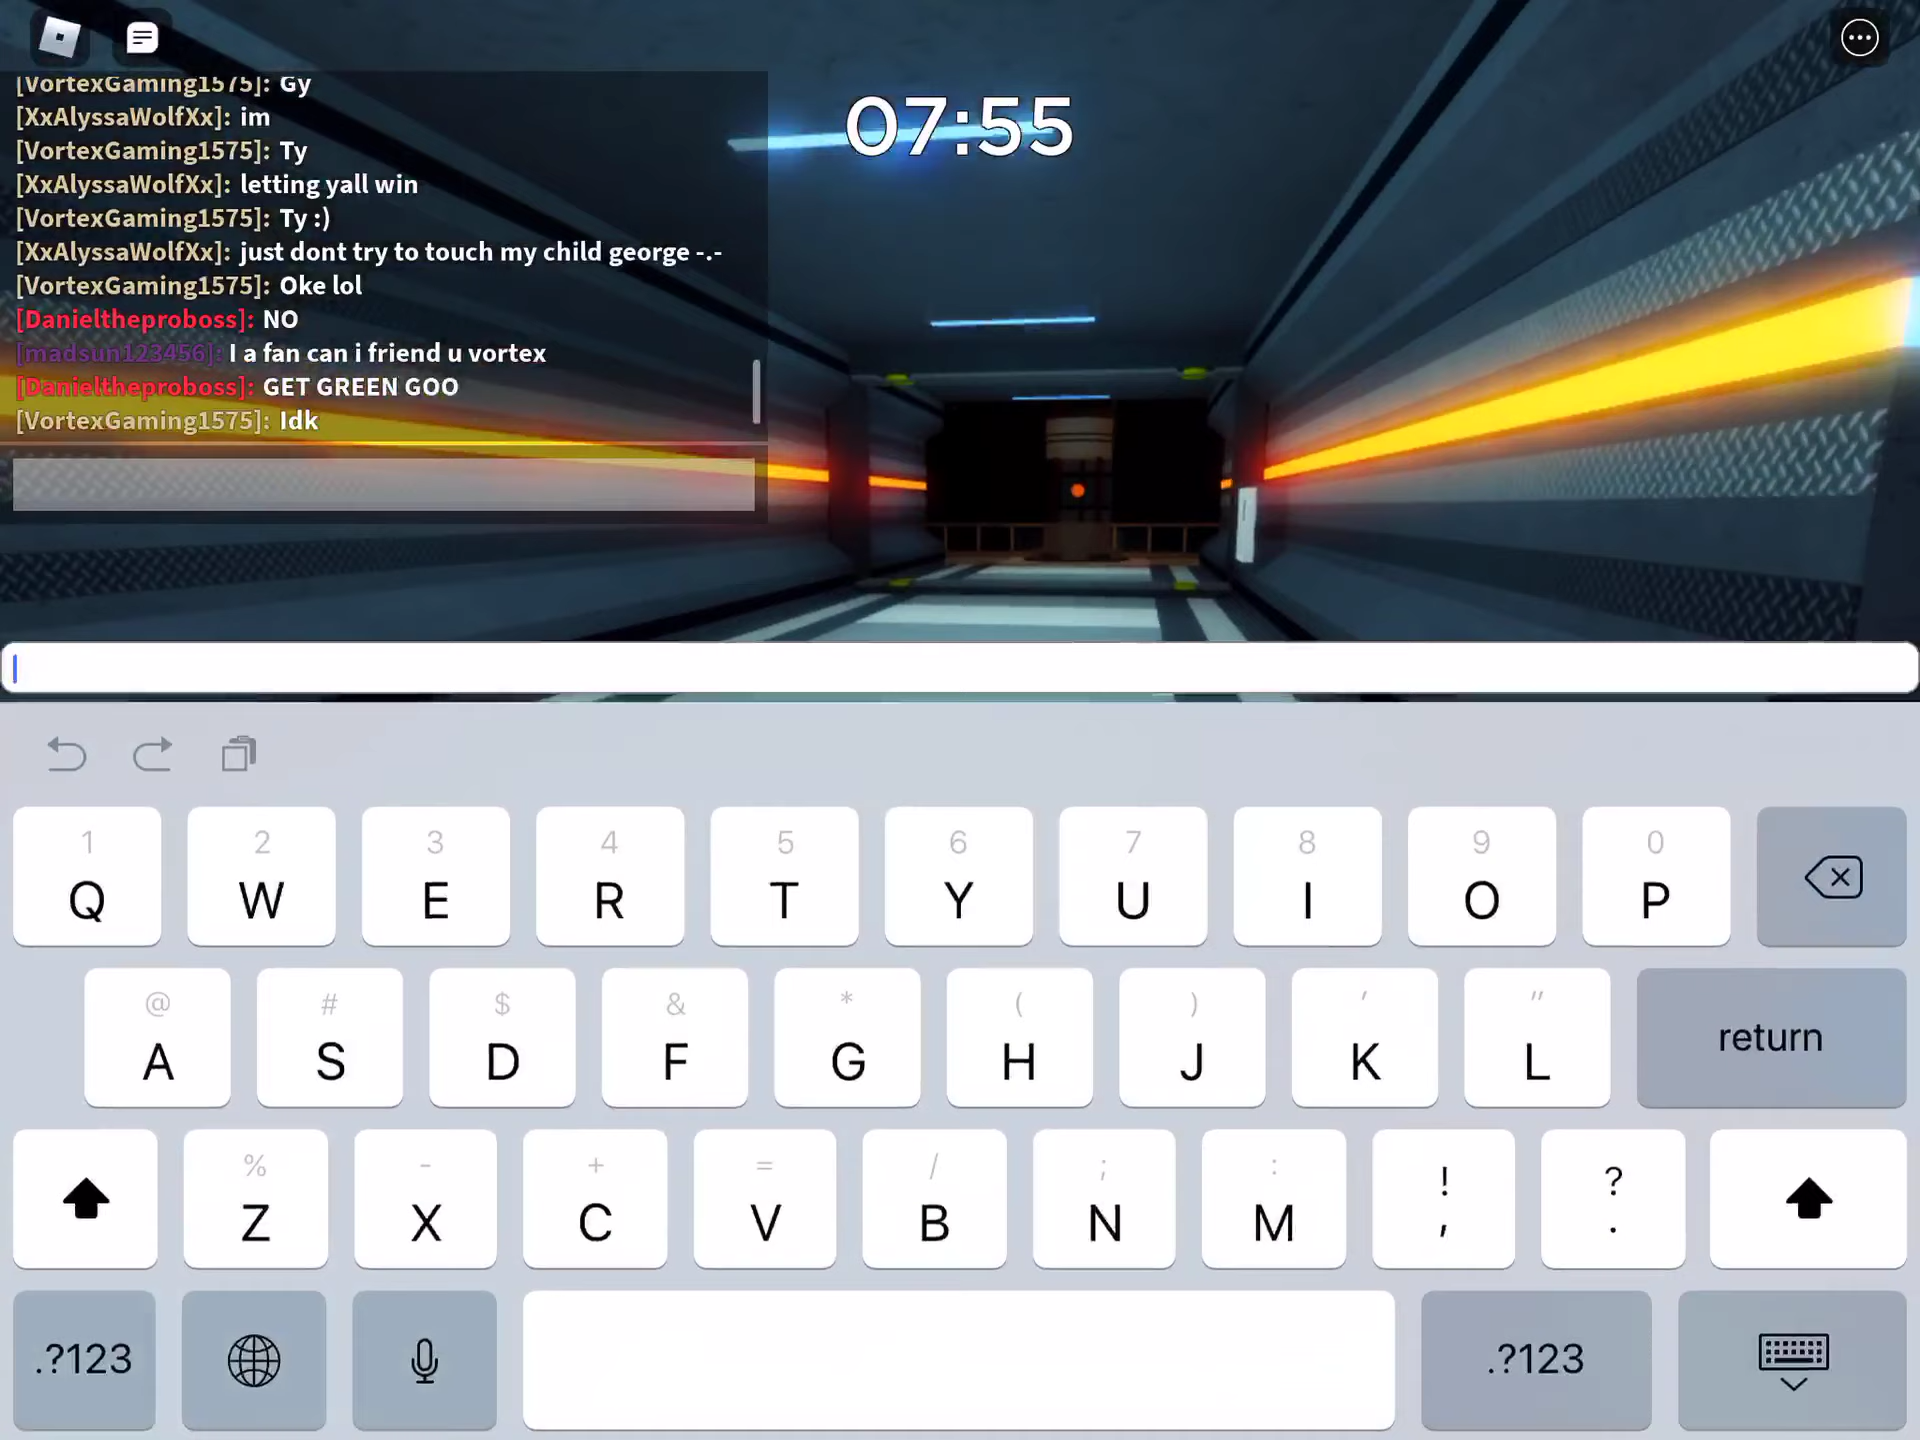 [VortexGaming1575]: Gy
[XxAlyssaWolfXx]: im
[VortexGaming1575]: Ty
[XxAlyssaWolfXx]: letting yall win
[VortexGaming1575]: Ty :)
[XxAlyssaWolfXx]: just dont try to touch my child george -.-
[VortexGaming1575]: Oke lol
[Danieltheproboss]: NO
[madsun123456]: I a fan can i friend u vortex
[Danieltheproboss]: GET GREEN GOO
[VortexGaming1575]: Idk
07:55
1 2 3 4 5 6 7 8 9 0
Q W E R T Y U I O P
@ # $ & * ( ) ' "
A S D F G H J K L return
% - + = / ; : ! ?
Z X C V B N M , .
.?123 .?123